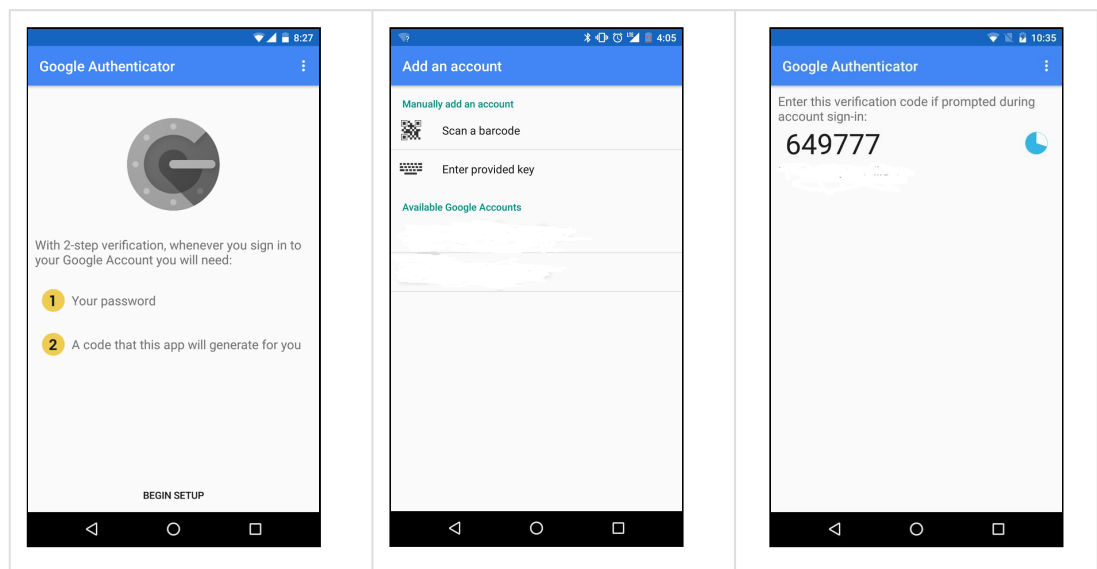 8:27
Google Authenticator
With 2-step verification, whenever you sign in to
your Google Account you will need:
1 Your password
2 A code that this app will generate for you
BEGIN SETUP
LTE 4:05
Add an account
Manually add an account
Scan a barcode
Enter provided key
Available Google Accounts
10:35
Google Authenticator
Enter this verification code if prompted during
account sign-in:
649777